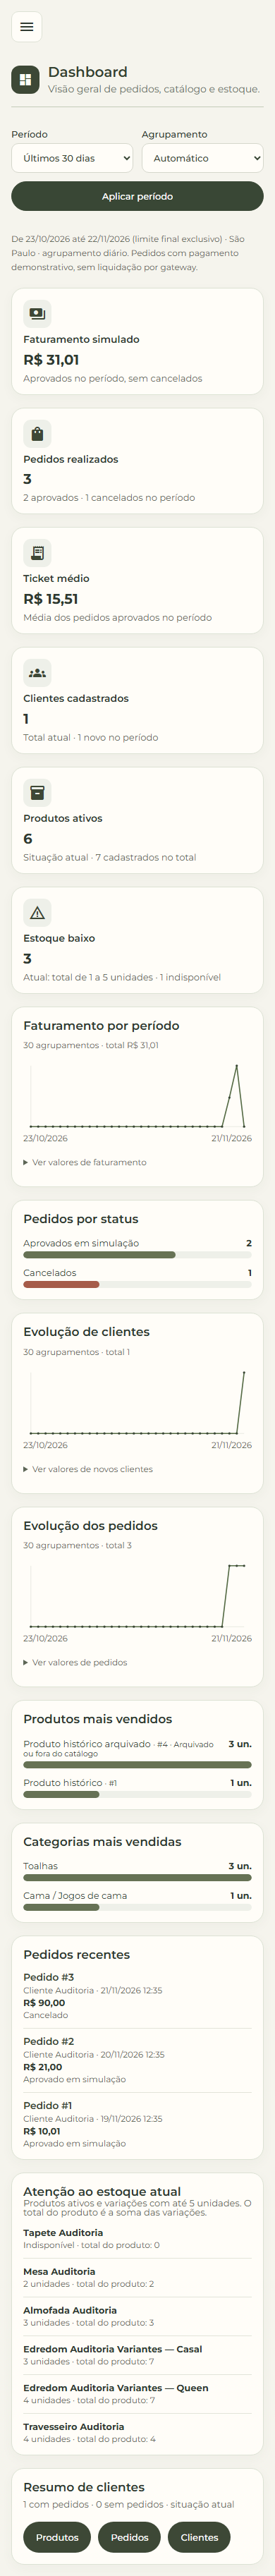 Dashboard
Visão geral de pedidos, catálogo e estoque.
Período
Agrupamento
Últimos 30 dias
Automático
Aplicar período
De 23/10/2026 até 22/11/2026 (limite final exclusivo) · São
Paulo · agrupamento diário. Pedidos com pagamento
demonstrativo, sem liquidação por gateway.
Faturamento simulado
R$ 31,01
Aprovados no período, sem cancelados
Pedidos realizados
3
2 aprovados · 1 cancelados no período
Ticket médio
R$ 15,51
Média dos pedidos aprovados no período
Clientes cadastrados
1
Total atual · 1 novo no período
Produtos ativos
6
Situação atual · 7 cadastrados no total
Estoque baixo
3
Atual: total de 1 a 5 unidades · 1 indisponível
Faturamento por período
30 agrupamentos · total R$ 31,01
23/10/2026
21/11/2026
Ver valores de faturamento
Pedidos por status
Aprovados em simulação 2
Cancelados 1
Evolução de clientes
30 agrupamentos · total 1
23/10/2026
21/11/2026
Ver valores de novos clientes
Evolução dos pedidos
30 agrupamentos · total 3
23/10/2026
21/11/2026
Ver valores de pedidos
Produtos mais vendidos
Produto histórico arquivado · #4 · Arquivado 3 un.
ou fora do catálogo
Produto histórico · #1 1 un.
Categorias mais vendidas
Toalhas 3 un.
Cama / Jogos de cama 1 un.
Pedidos recentes
Pedido #3
Cliente Auditoria · 21/11/2026 12:35
R$ 90,00
Cancelado
Pedido #2
Cliente Auditoria · 20/11/2026 12:35
R$ 21,00
Aprovado em simulação
Pedido #1
Cliente Auditoria · 19/11/2026 12:35
R$ 10,01
Aprovado em simulação
Atenção ao estoque atual
Produtos ativos e variações com até 5 unidades. O
total do produto é a soma das variações.
Tapete Auditoria
Indisponível · total do produto: 0
Mesa Auditoria
2 unidades · total do produto: 2
Almofada Auditoria
3 unidades · total do produto: 3
Edredom Auditoria Variantes — Casal
3 unidades · total do produto: 7
Edredom Auditoria Variantes — Queen
4 unidades · total do produto: 7
Travesseiro Auditoria
4 unidades · total do produto: 4
Resumo de clientes
1 com pedidos · 0 sem pedidos · situação atual
Produtos
Pedidos
Clientes